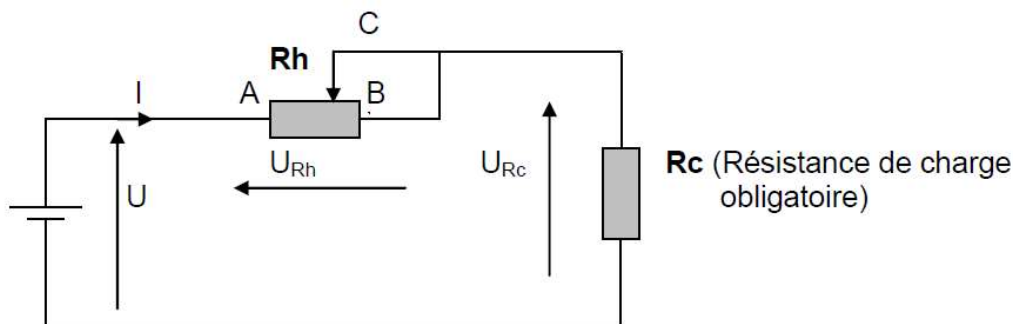 C
Rh
I
A
B
U
URh
URc
Rc (Résistance de charge
obligatoire)